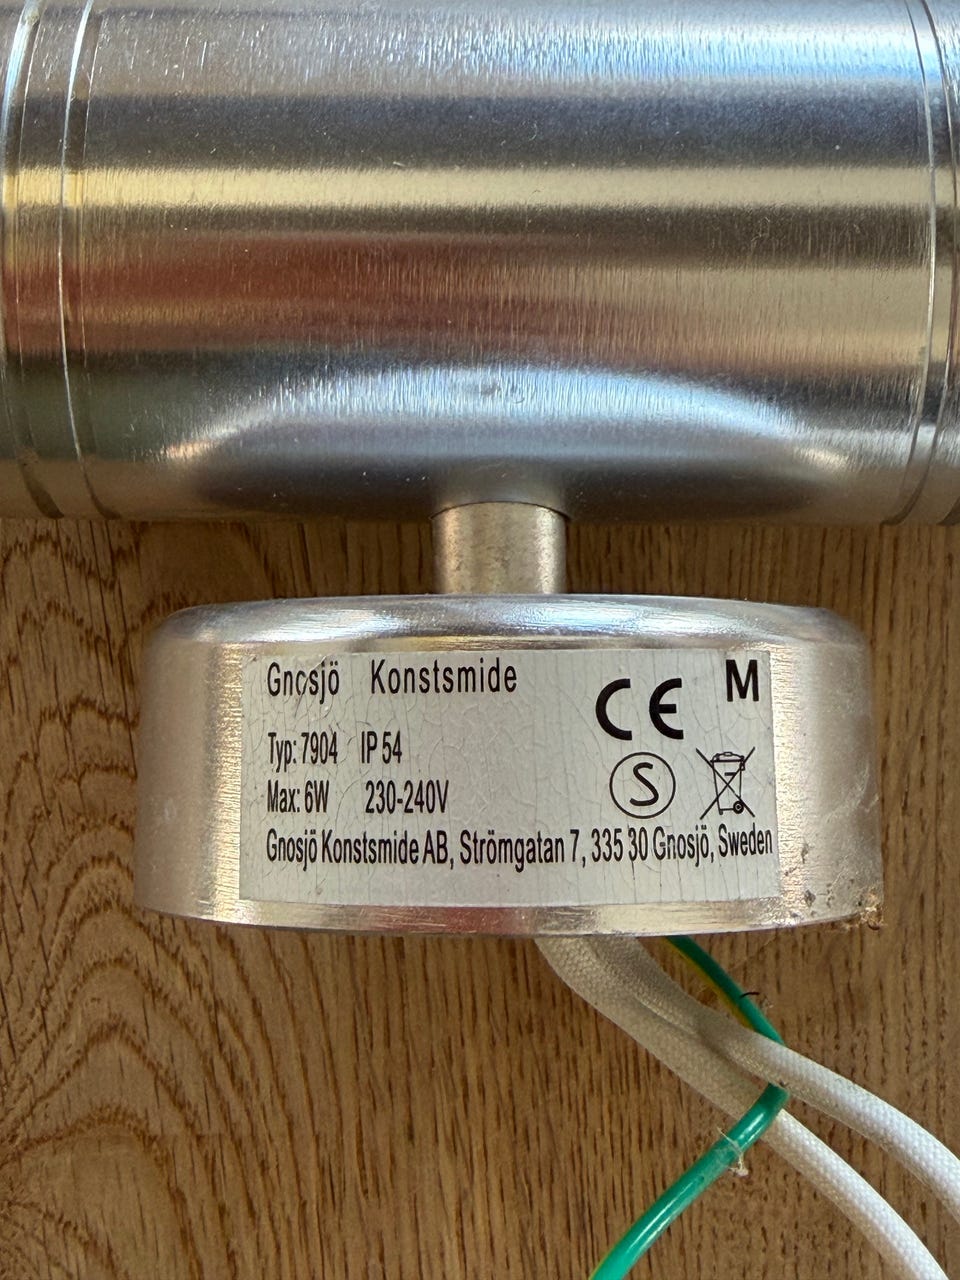 Gnosjö Konstsmide
CE M
Typ: 7904 IP 54
S
Max: 6W 230-240V
Gnosjö Konstsmide AB, Strömgatan 7, 335 30 Gnosjö, Sweden